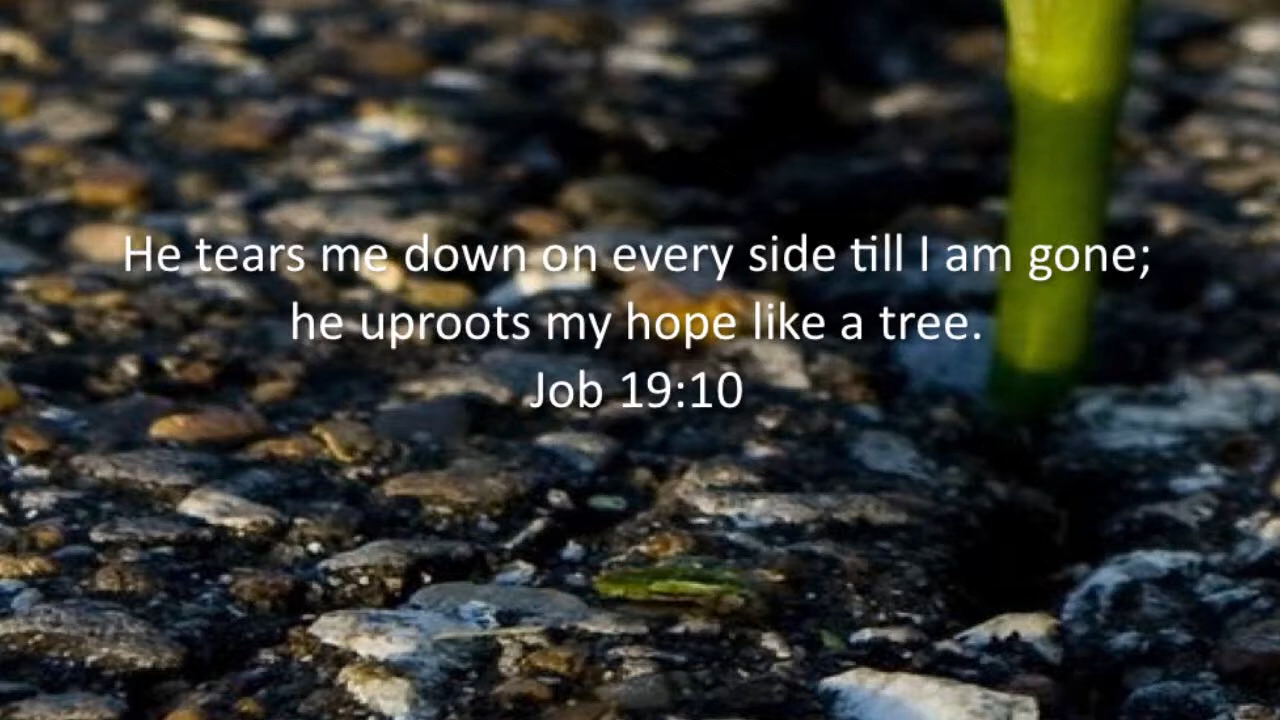 He tears me down on every side till I am gone;
he uproots my hope like a tree.
Job 19:10